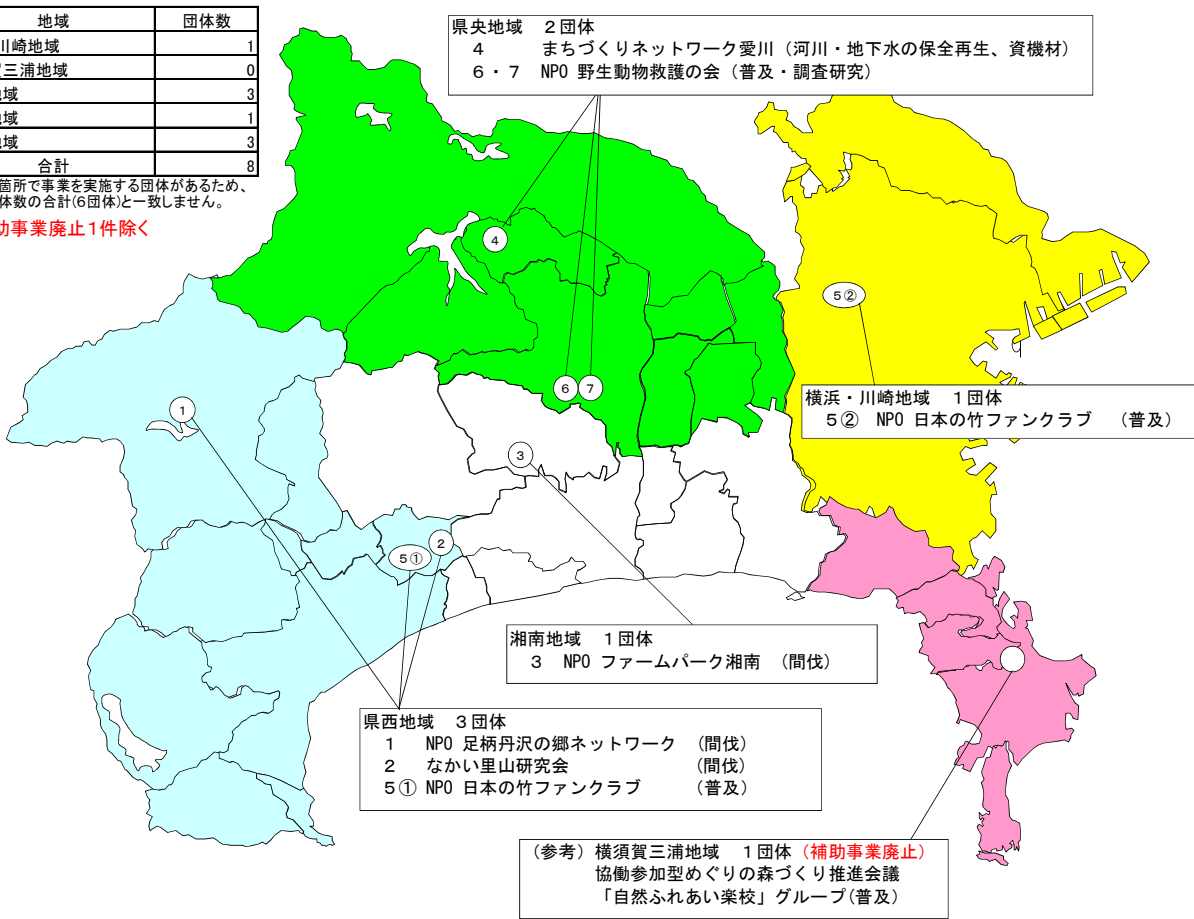 地域 団体数
川崎地域 1
三浦地域 0
地域 3
地域 1
地域 3
合計 8
箇所で事業を実施する団体があるため、
体数の合計(6団体)と一致しません。
助事業廃止１件除く
県央地域 ２団体
４ まちづくりネットワーク愛川（河川・地下水の保全再生、資機材）
６・７ NPO 野生動物救護の会（普及・調査研究）
4
5②
6 7
横浜・川崎地域 １団体
５② NPO 日本の竹ファンクラブ （普及）
1
3
2
5①
湘南地域 １団体
３ NPO ファームパーク湘南 （間伐）
県西地域 ３団体
１ NPO 足柄丹沢の郷ネットワーク （間伐）
２ なかい里山研究会 （間伐）
５① NPO 日本の竹ファンクラブ （普及）
（参考）横須賀三浦地域 １団体（補助事業廃止）
協働参加型めぐりの森づくり推進会議
「自然ふれあい楽校」グループ(普及）